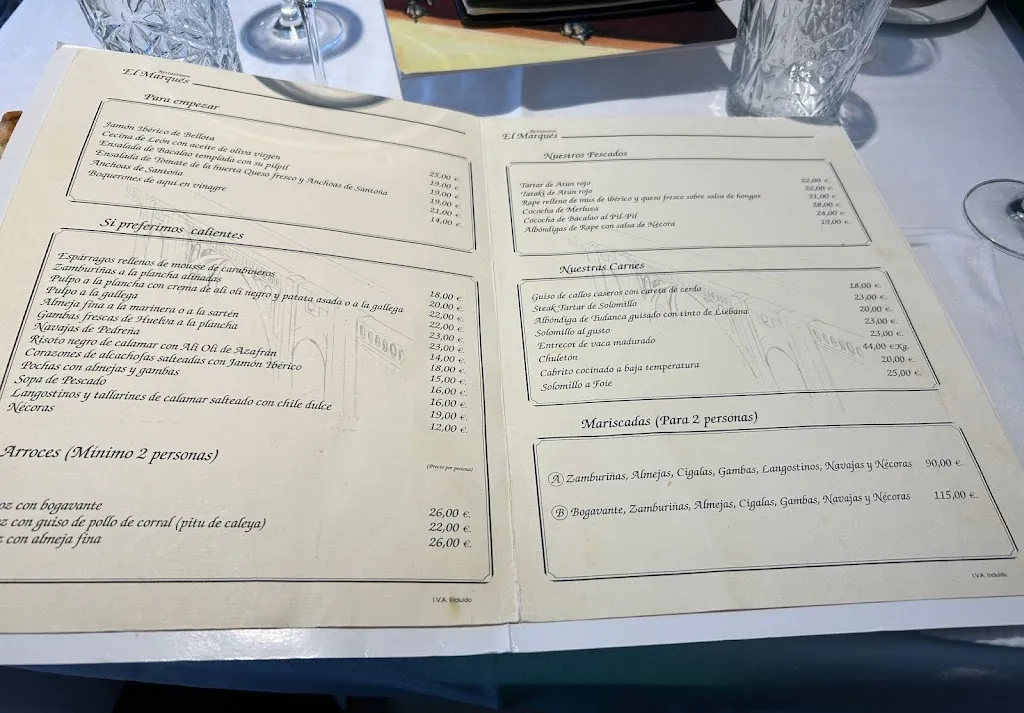 Restaurante
El Marqués
Para empezar
Jamón Ibérico de Bellota 25,00 €.
Cecina de León con aceite de oliva virgen 19,00 €.
Ensalada de Bacalao templada con su pilpil 19,00 €.
Ensalada de Tomate de la huerta Queso fresco y Anchoas de Santoña 19,00 €.
Anchoas de Santoña 21,00 €.
Boquerones de aquí en vinagre 14,00 €.
Si preferimos calientes
Espárragos rellenos de mousse de carabineros 18,00 €.
Zamburiñas a la plancha aliñadas 20,00 €.
Pulpo a la plancha con crema de ali oli negro y patata asada o a la gallega 22,00 €.
Pulpo a la gallega 22,00 €.
Almeja fina a la marinera o a la sartén 23,00 €.
Gambas frescas de Huelva a la plancha 23,00 €.
Navajas de Pedreña 14,00 €.
Risoto negro de calamar con Ali Oli de Azafrán 18,00 €.
Corazones de alcachofas salteadas con Jamón Ibérico 15,00 €.
Pochas con almejas y gambas 16,00 €.
Sopa de Pescado 16,00 €.
Langostinos y tallarines de calamar salteado con chile dulce 19,00 €.
Nécoras 12,00 €.
Arroces (Mínimo 2 personas)
(Precio por persona)
oz con bogavante 26,00 €.
oz con guiso de pollo de corral (pitu de caleya) 22,00 €.
z con almeja fina 26,00 €.
I.V.A. Incluido
Restaurante
El Marqués
Nuestros Pescados
Tartar de Atún rojo 22,00 €.
Tataki de Atún rojo 22,00 €.
Rape relleno de mus de ibérico y queso fresco sobre salsa de hongos 21,00 €.
Cococha de Merluza 28,00 €.
Cococha de Bacalao al Pil-Pil 24,00 €.
Albóndigas de Rape con salsa de Nécora 19,00 €.
Nuestras Carnes
Guiso de callos caseros con careta de cerdo 18,00 €.
Steak Tartar de Solomillo 23,00 €.
Albóndiga de Tudanca guisado con tinto de Liébana 20,00 €.
Solomillo al gusto 23,00 €.
Entrecot de vaca madurado 23,00 €.
Chuletón 44,00 €Kg.
Cabrito cocinado a baja temperatura 20,00 €.
Solomillo a Foie 25,00 €.
Mariscadas (Para 2 personas)
A Zamburiñas, Almejas, Cigalas, Gambas, Langostinos, Navajas y Nécoras 90,00 €.
B Bogavante, Zamburiñas, Almejas, Cigalas, Gambas, Navajas y Nécoras 115,00 €.
I.V.A. Incluido